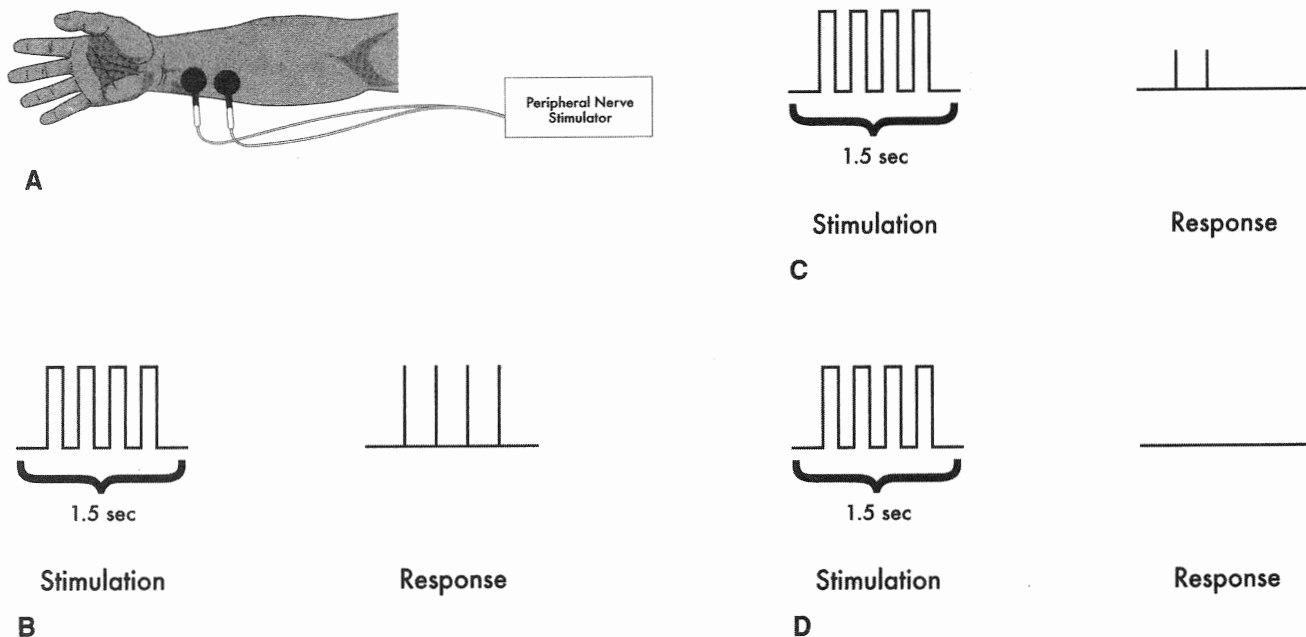 Peripheral Nerve
Stimulator
A
1.5 sec
Stimulation
Response
B
1.5 sec
Stimulation
Response
C
1.5 sec
Stimulation
Response
D